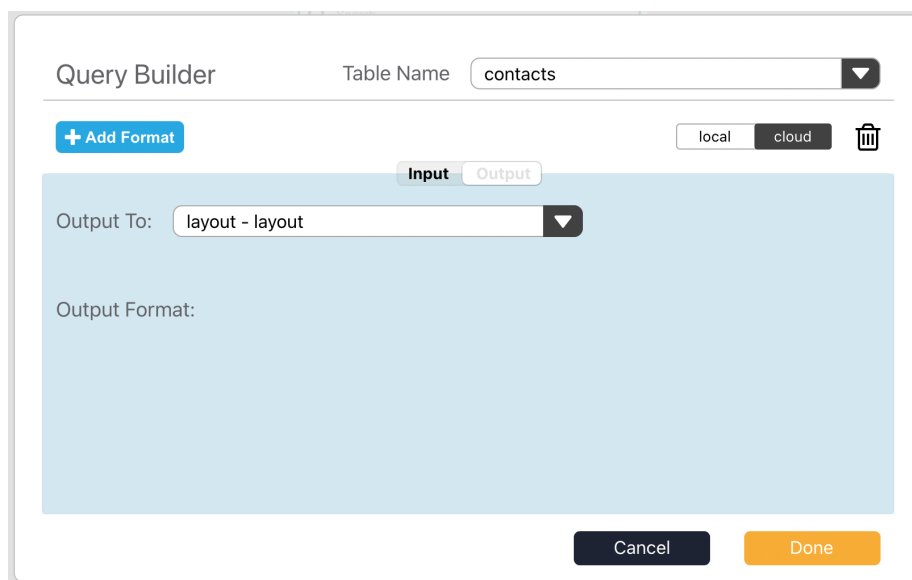 Query Builder
Table Name
contacts
Add Format
local
cloud
Input
Output
Output To:
layout - layout
Output Format:
Cancel
Done